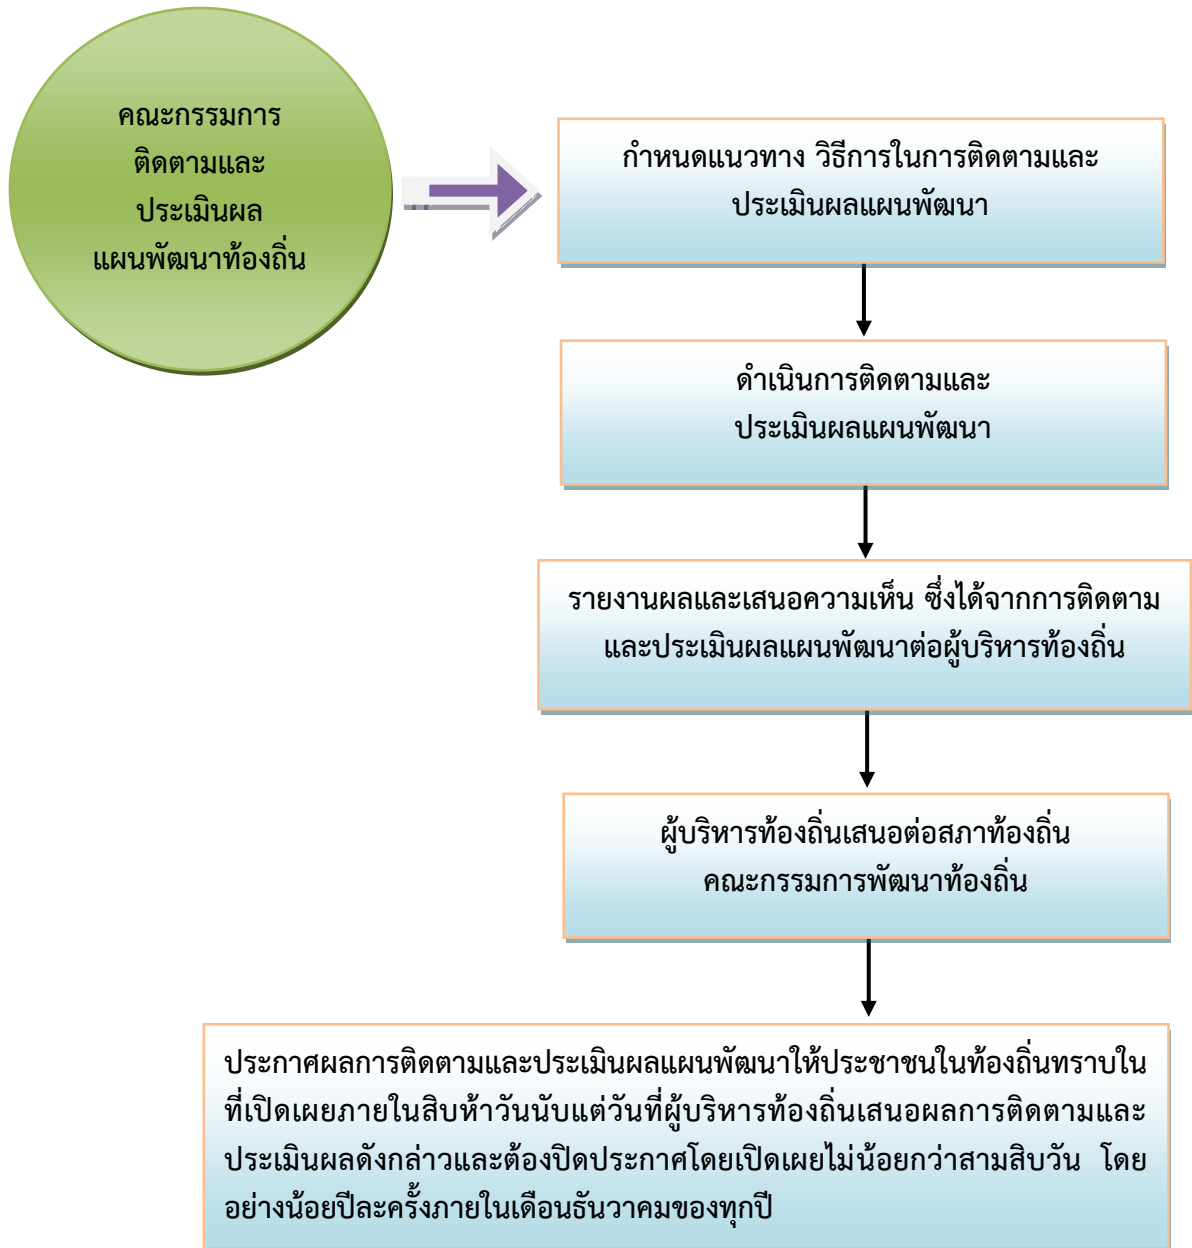 คณะกรรมการ
ติดตามและ
ประเมินผล
แผนพัฒนาท้องถิ่น
กำหนดแนวทาง วิธีการในการติดตามและ
ประเมินผลแผนพัฒนา
ดำเนินการติดตามและ
ประเมินผลแผนพัฒนา
รายงานผลและเสนอความเห็น ซึ่งได้จากการติดตาม
และประเมินผลแผนพัฒนาต่อผู้บริหารท้องถิ่น
ผู้บริหารท้องถิ่นเสนอต่อสภาท้องถิ่น
คณะกรรมการพัฒนาท้องถิ่น
ประกาศผลการติดตามและประเมินผลแผนพัฒนาให้ประชาชนในท้องถิ่นทราบใน
ที่เปิดเผยภายในสิบห้าวันนับแต่วันที่ผู้บริหารท้องถิ่นเสนอผลการติดตามและ
ประเมินผลดังกล่าวและต้องปิดประกาศโดยเปิดเผยไม่น้อยกว่าสามสิบวัน โดย
อย่างน้อยปีละครั้งภายในเดือนธันวาคมของทุกปี